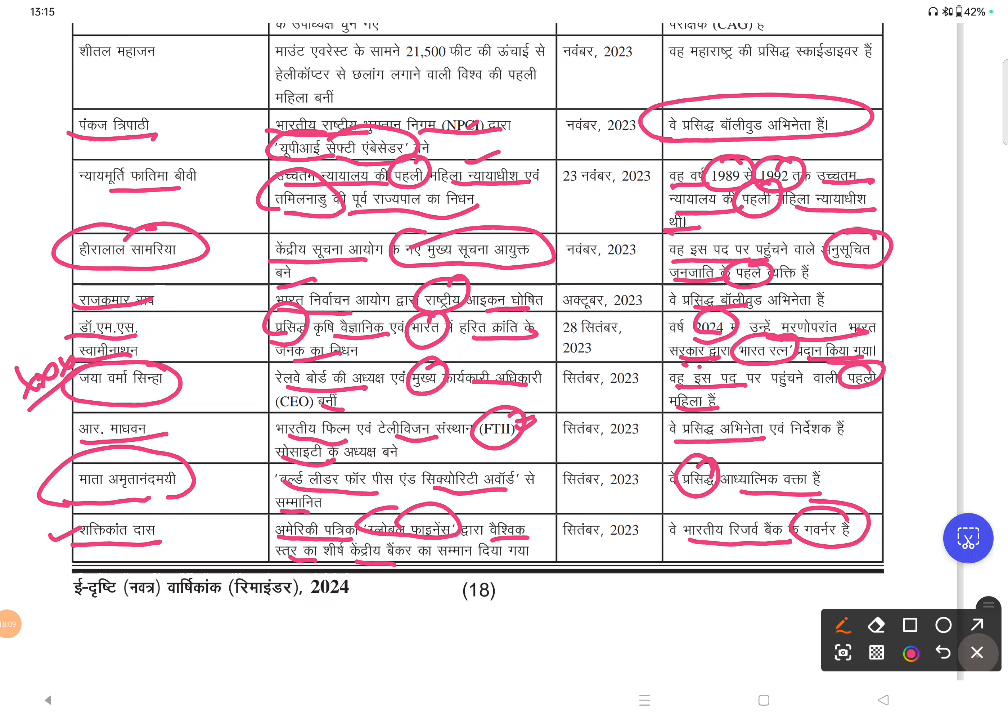 13:15
42%
के उपाध्यक्ष चुने गए
परीक्षक (CAG) हैं
शीतल महाजन
माउंट एवरेस्ट के सामने 21,500 फीट की ऊंचाई से
हेलीकॉप्टर से छलांग लगाने वाली विश्व की पहली
महिला बनीं
नवंबर, 2023
वह महाराष्ट्र की प्रसिद्ध स्काईडाइवर हैं
पंकज त्रिपाठी
भारतीय राष्ट्रीय भुगतान निगम (NPCI) द्वारा
'यूपीआई सेफ्टी एंबेसेडर' बने
नवंबर, 2023
वे प्रसिद्ध बॉलीवुड अभिनेता हैं।
न्यायमूर्ति फातिमा बीवी
उच्चतम न्यायालय की पहली महिला न्यायाधीश एवं
तमिलनाडु की पूर्व राज्यपाल का निधन
23 नवंबर, 2023
वह वर्ष 1989 से 1992 तक उच्चतम
न्यायालय की पहली महिला न्यायाधीश
थीं।
हीरालाल सामरिया
केंद्रीय सूचना आयोग के नए मुख्य सूचना आयुक्त
बने
नवंबर, 2023
वह इस पद पर पहुंचने वाले अनुसूचित
जनजाति के पहले व्यक्ति हैं
राजकुमार राव
भारत निर्वाचन आयोग द्वारा राष्ट्रीय आइकन घोषित
अक्टूबर, 2023
वे प्रसिद्ध बॉलीवुड अभिनेता हैं
डॉ.एम.एस.
स्वामीनाथन
प्रसिद्ध कृषि वैज्ञानिक एवं भारत में हरित क्रांति के
जनक का निधन
28 सितंबर,
2023
वर्ष 2024 में उन्हें मरणोपरांत भारत
सरकार द्वारा भारत रत्न प्रदान किया गया।
जया वर्मा सिन्हा
रेलवे बोर्ड की अध्यक्ष एवं मुख्य कार्यकारी अधिकारी
(CEO) बनीं
सितंबर, 2023
वह इस पद पर पहुंचने वाली पहली
महिला हैं
आर. माधवन
भारतीय फिल्म एवं टेलीविजन संस्थान (FTII)
सोसाइटी के अध्यक्ष बने
सितंबर, 2023
वे प्रसिद्ध अभिनेता एवं निर्देशक हैं
माता अमृतानंदमयी
'वर्ल्ड लीडर फॉर पीस एंड सिक्योरिटी अवॉर्ड' से
सम्मानित
सितंबर, 2023
वे प्रसिद्ध आध्यात्मिक वक्ता हैं
शक्तिकांत दास
अमेरिकी पत्रिका 'ग्लोबल फाइनेंस' द्वारा वैश्विक
स्तर का शीर्ष केंद्रीय बैंकर का सम्मान दिया गया
सितंबर, 2023
वे भारतीय रिजर्व बैंक के गवर्नर हैं
ई-दृष्टि (नवत्र) वार्षिकांक (रिमाइंडर), 2024
(18)